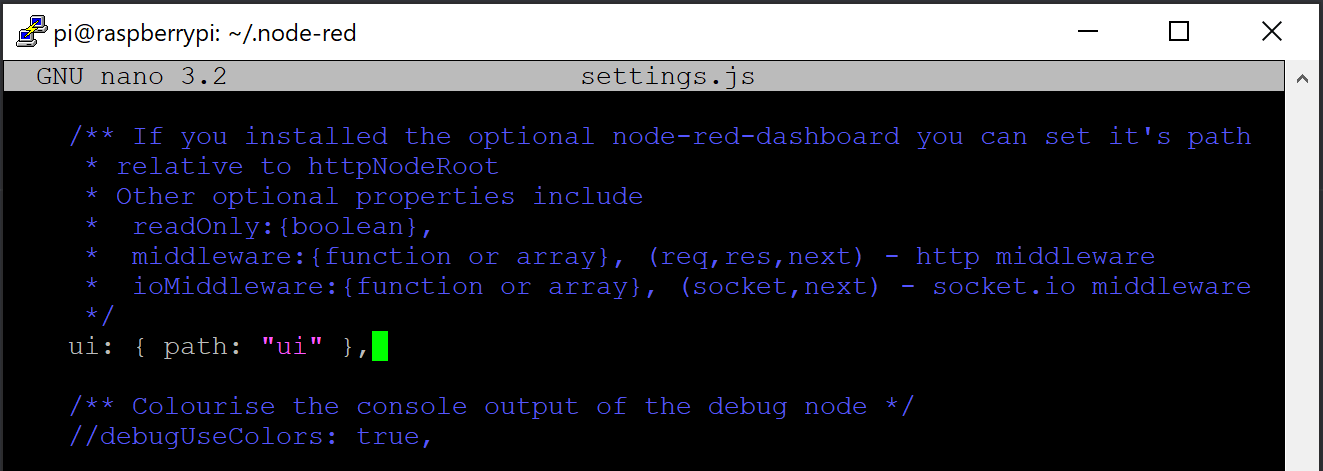 pi@raspberrypi: ~/.node-red
GNU nano 3.2 settings.js
/** If you installed the optional node-red-dashboard you can set it's path
* relative to httpNodeRoot
* Other optional properties include
*  readOnly:{boolean},
*  middleware:{function or array}, (req,res,next) - http middleware
*  ioMiddleware:{function or array}, (socket,next) - socket.io middleware
*/
ui: { path: "ui" },
/** Colourise the console output of the debug node */
//debugUseColors: true,